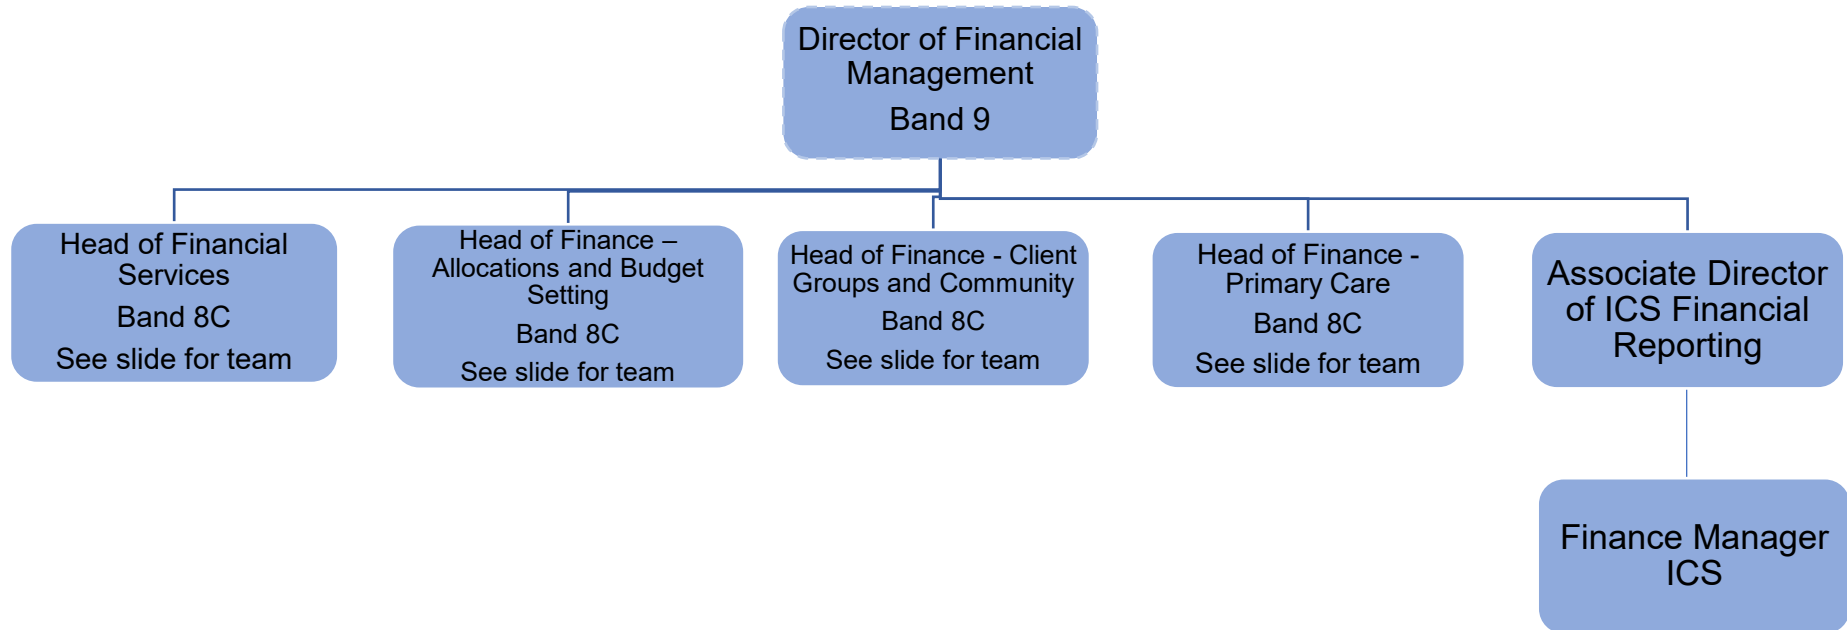 Director of Financial
Management
Band 9
Head of Financial
Services
Band 8C
See slide for team
Head of Finance –
Allocations and Budget
Setting
Band 8C
See slide for team
Head of Finance - Client
Groups and Community
Band 8C
See slide for team
Head of Finance -
Primary Care
Band 8C
See slide for team
Associate Director
of ICS Financial
Reporting
Finance Manager
ICS